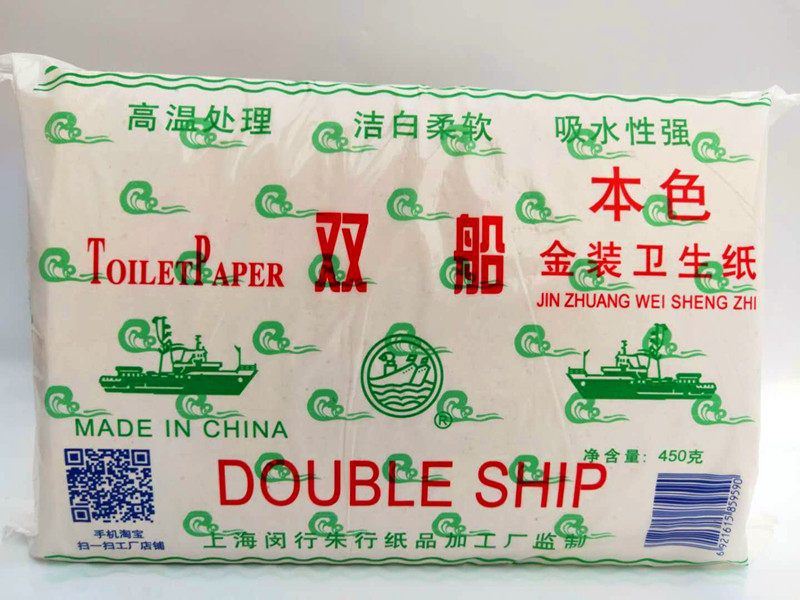 高温处理 洁白柔软 吸水性强
本色
TOILET PAPER 双船 金装卫生纸
JIN ZHUANG WEI SHENG ZHI
®
MADE IN CHINA
净含量: 450克
DOUBLE SHIP
手机淘宝
扫一扫工厂店铺
上海闵行朱行纸品加工厂监制
6921613859590